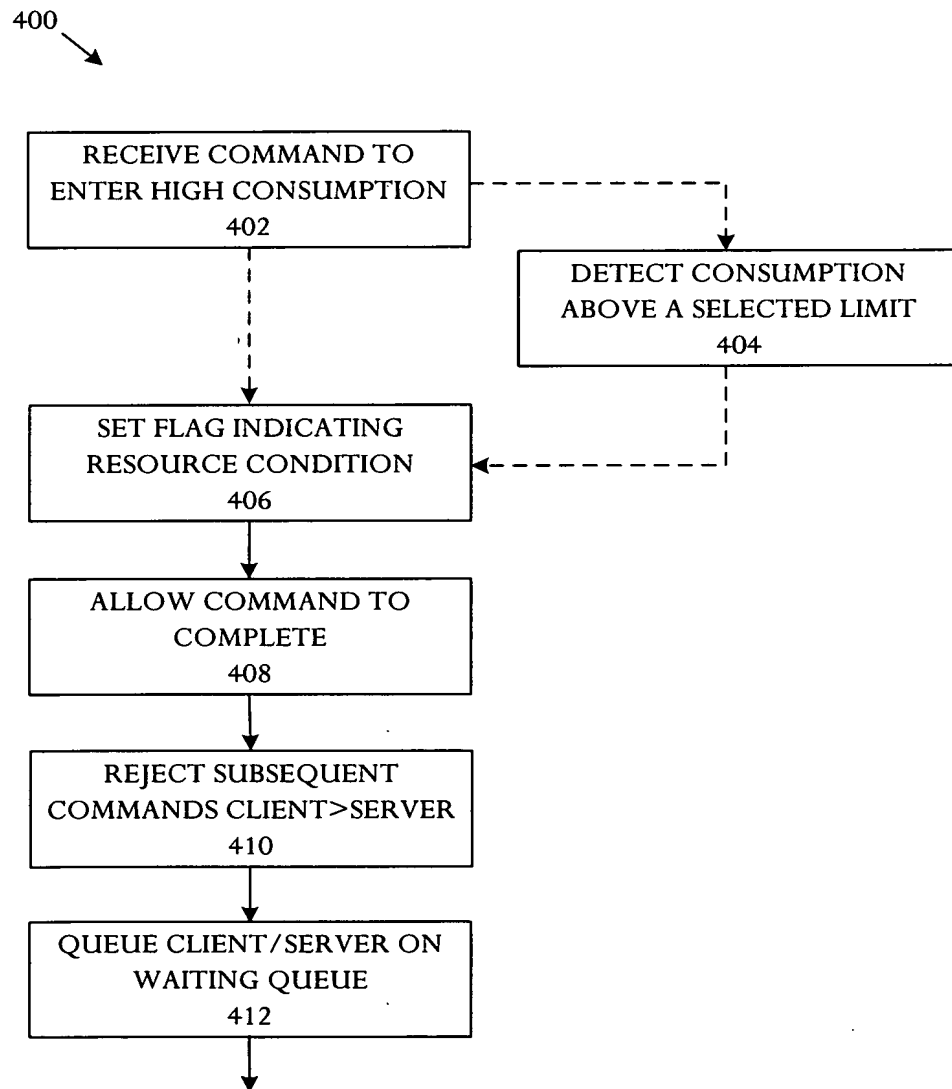 400
RECEIVE COMMAND TO
ENTER HIGH CONSUMPTION
402
DETECT CONSUMPTION
ABOVE A SELECTED LIMIT
404
SET FLAG INDICATING
RESOURCE CONDITION
406
ALLOW COMMAND TO
COMPLETE
408
REJECT SUBSEQUENT
COMMANDS CLIENT>SERVER
410
QUEUE CLIENT/SERVER ON
WAITING QUEUE
412